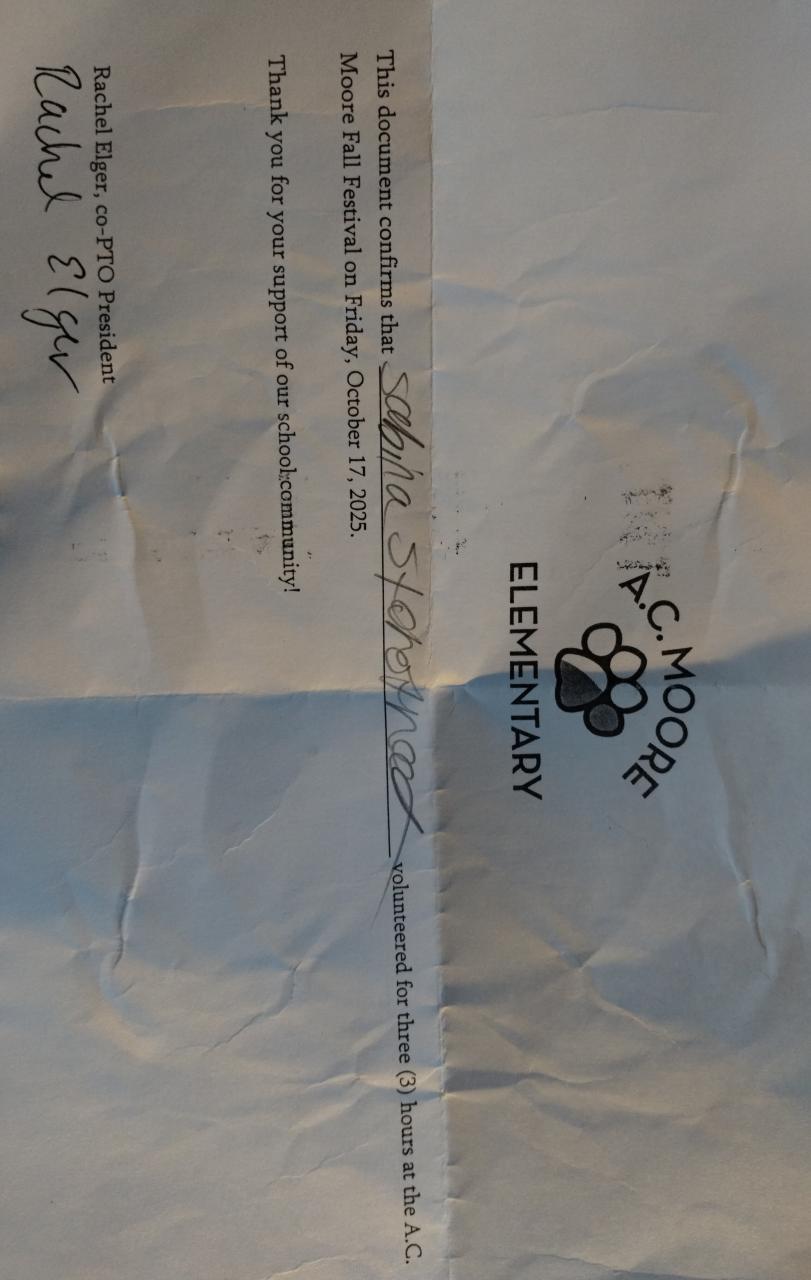 A.C. MOORE
ELEMENTARY
This document confirms that Sabina volunteered for three (3) hours at the A.C.
Moore Fall Festival on Friday, October 17, 2025.
Thank you for your support of our school community!
Rachel Elger, co-PTO President
Rachel Elger